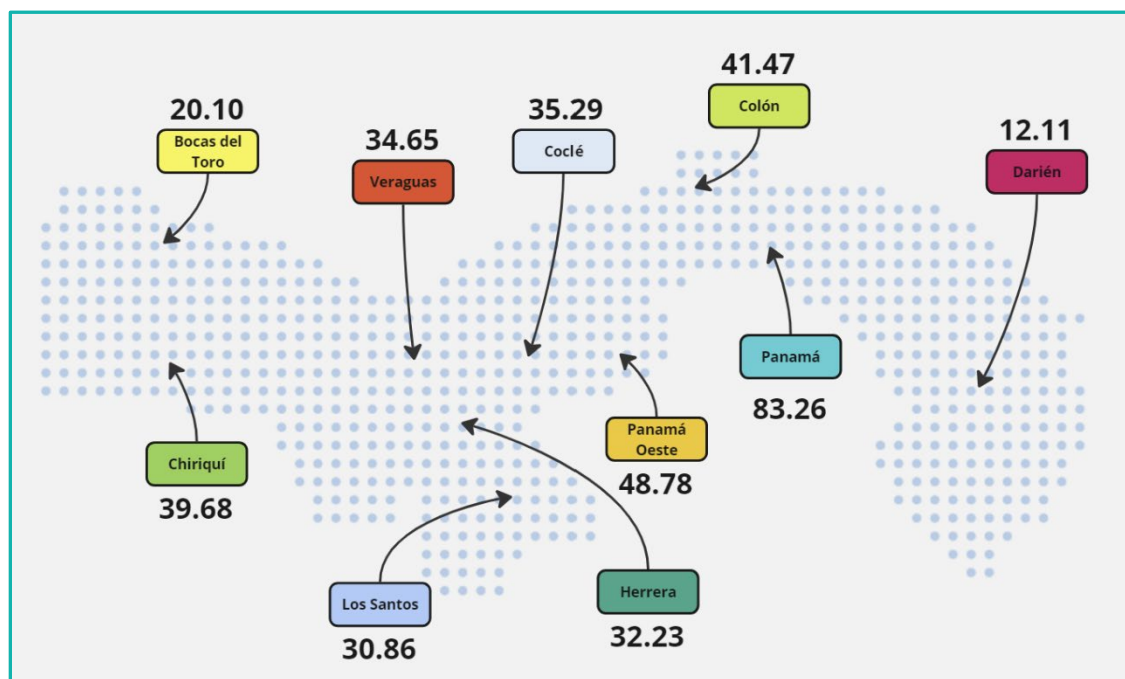 41.47
Colón
20.10
Bocas del
Toro
34.65
Veraguas
35.29
Coclé
12.11
Darién
Panamá
83.26
Panamá
Oeste
48.78
Chiriquí
39.68
Los Santos
30.86
Herrera
32.23